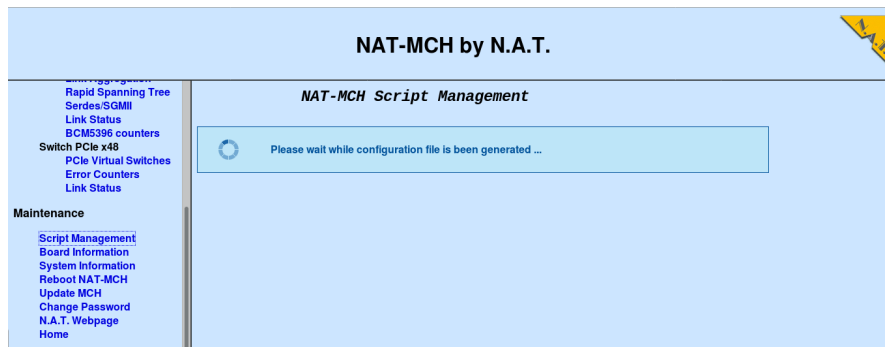 NAT-MCH by N.A.T.
Rapid Spanning Tree
Serdes/SGMII
Link Status
BCM5396 counters
Switch PCIe x48
PCIe Virtual Switches
Error Counters
Link Status
Maintenance
Script Management
Board Information
System Information
Reboot NAT-MCH
Update MCH
Change Password
N.A.T. Webpage
Home
NAT-MCH Script Management
Please wait while configuration file is been generated ...